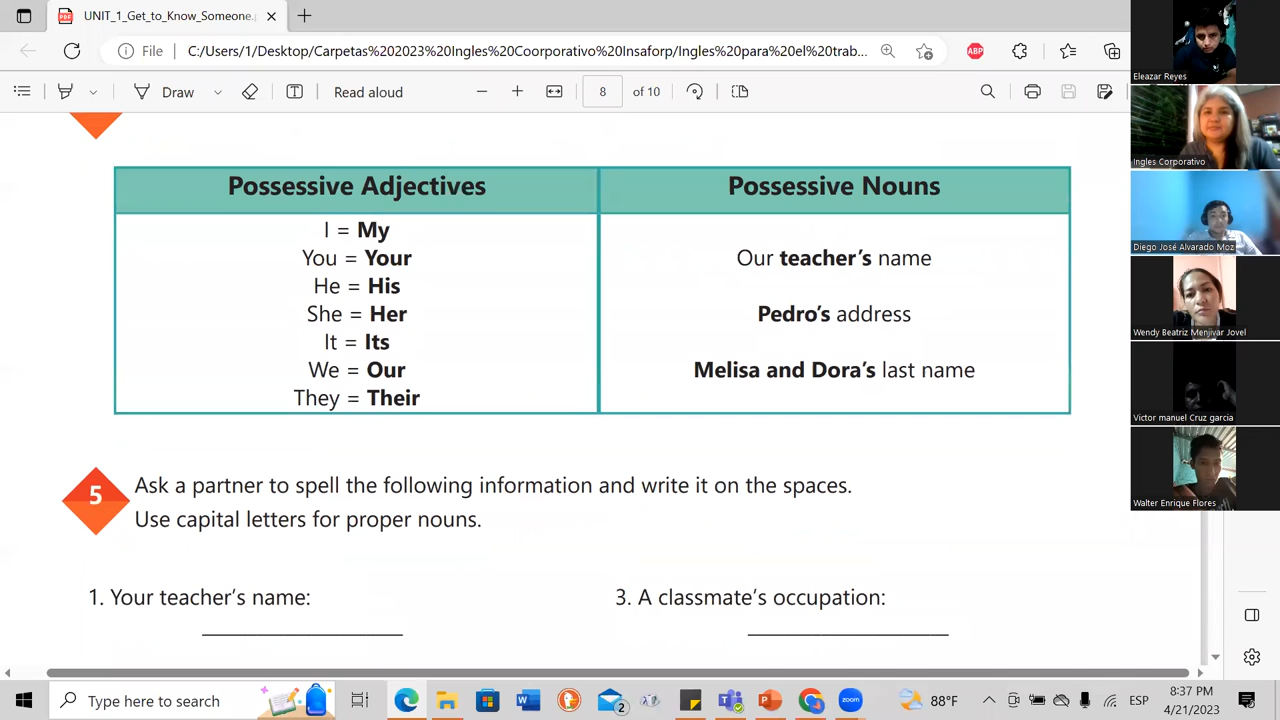 UNIT_1_Get_to_Know_Someone.
File
C:/Users/1/Desktop/Carpetas%202023%20Ingles%20Coorporativo%20Insaforp/Ingles%20para%20el%20trab...
ABP
Draw
Read aloud
8
of 10
Possessive Adjectives
Possessive Nouns
I = My
You = Your
He = His
She = Her
It = Its
We = Our
They = Their
Our teacher's name
Pedro's address
Melisa and Dora's last name
5
Ask a partner to spell the following information and write it on the spaces.
Use capital letters for proper nouns.
1. Your teacher's name:
3. A classmate's occupation:
Eleazar Reyes
Ingles Corporativo
Diego José Alvarado Moz
Wendy Beatriz Menjivar Jovel
Victor manuel Cruz garcia
Walter Enrique Flores
Type here to search
2
zoom
88°F
ESP
8:37 PM
4/21/2023